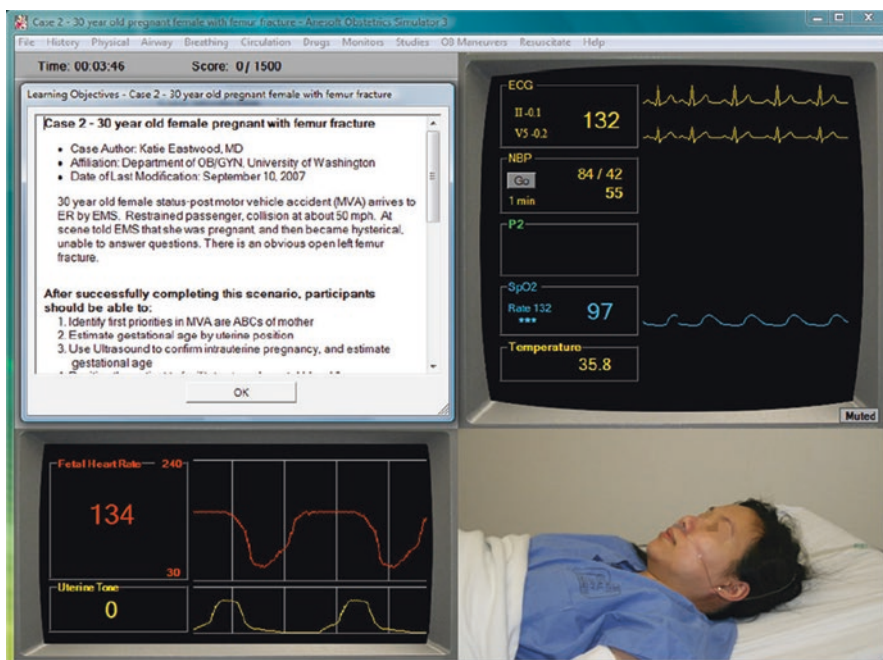 Case 2 - 30 year old pregnant female with femur fracture - Anesoft Obstetrics Simulator 3
File History Physical Airway Breathing Circulation Drugs Monitors Studies OB Maneuvers Resuscitate Help
Time: 00:03:46 Score: 0 / 1500
Learning Objectives - Case 2 - 30 year old pregnant female with femur fracture
Case 2 - 30 year old female pregnant with femur fracture
• Case Author: Katie Eastwood, MD
• Affiliation: Department of OB/GYN, University of Washington
• Date of Last Modification: September 10, 2007
30 year old female status-post motor vehicle accident (MVA) arrives to
ER by EMS. Restrained passenger, collision at about 50 mph. At
scene told EMS that she was pregnant, and then became hysterical,
unable to answer questions. There is an obvious open left femur
fracture.
After successfully completing this scenario, participants
should be able to:
1. Identify first priorities in MVA are ABCs of mother
2. Estimate gestational age by uterine position
3. Use Ultrasound to confirm intrauterine pregnancy, and estimate
gestational age
OK
ECG
II -0.1
V5 -0.2
132
NBP
Go
1 min
84 / 42
55
P2
SpO2
Rate 132
***
97
Temperature
35.8
Muted
Fetal Heart Rate 240
134
30
Uterine Tone
0